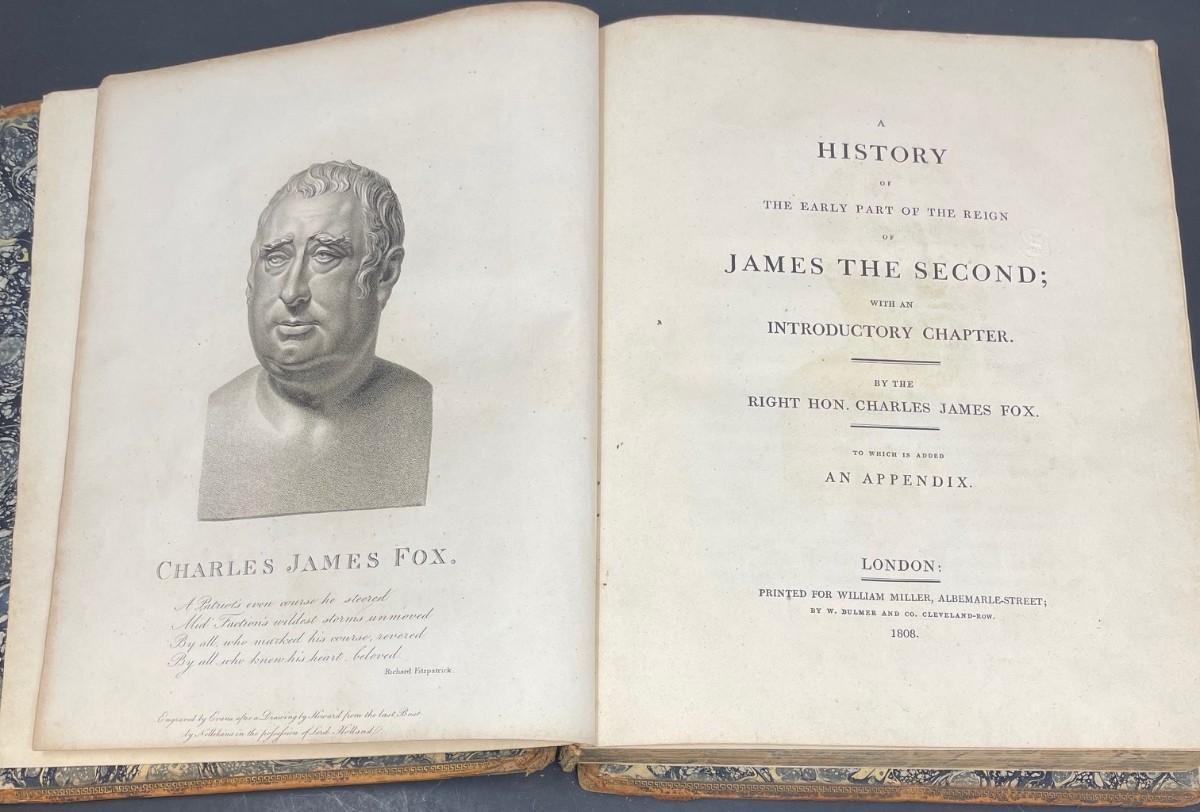 CHARLES JAMES FOX.
A Patriot's even course he steered
Mid Faction's wildest storms unmoved
By all, who marked his course, revered
By all who knew his heart, beloved.
Richard Fitzpatrick.
Engraved by Evans after a Drawing by Howard from the last Bust
by Nollekens in the possession of Lord Holland.
A
HISTORY
OF
THE EARLY PART OF THE REIGN
OF
JAMES THE SECOND;
WITH AN
INTRODUCTORY CHAPTER.
BY THE
RIGHT HON. CHARLES JAMES FOX.
TO WHICH IS ADDED
AN APPENDIX.
LONDON:
PRINTED FOR WILLIAM MILLER, ALBEMARLE-STREET;
BY W. BULMER AND CO. CLEVELAND-ROW.
1808.